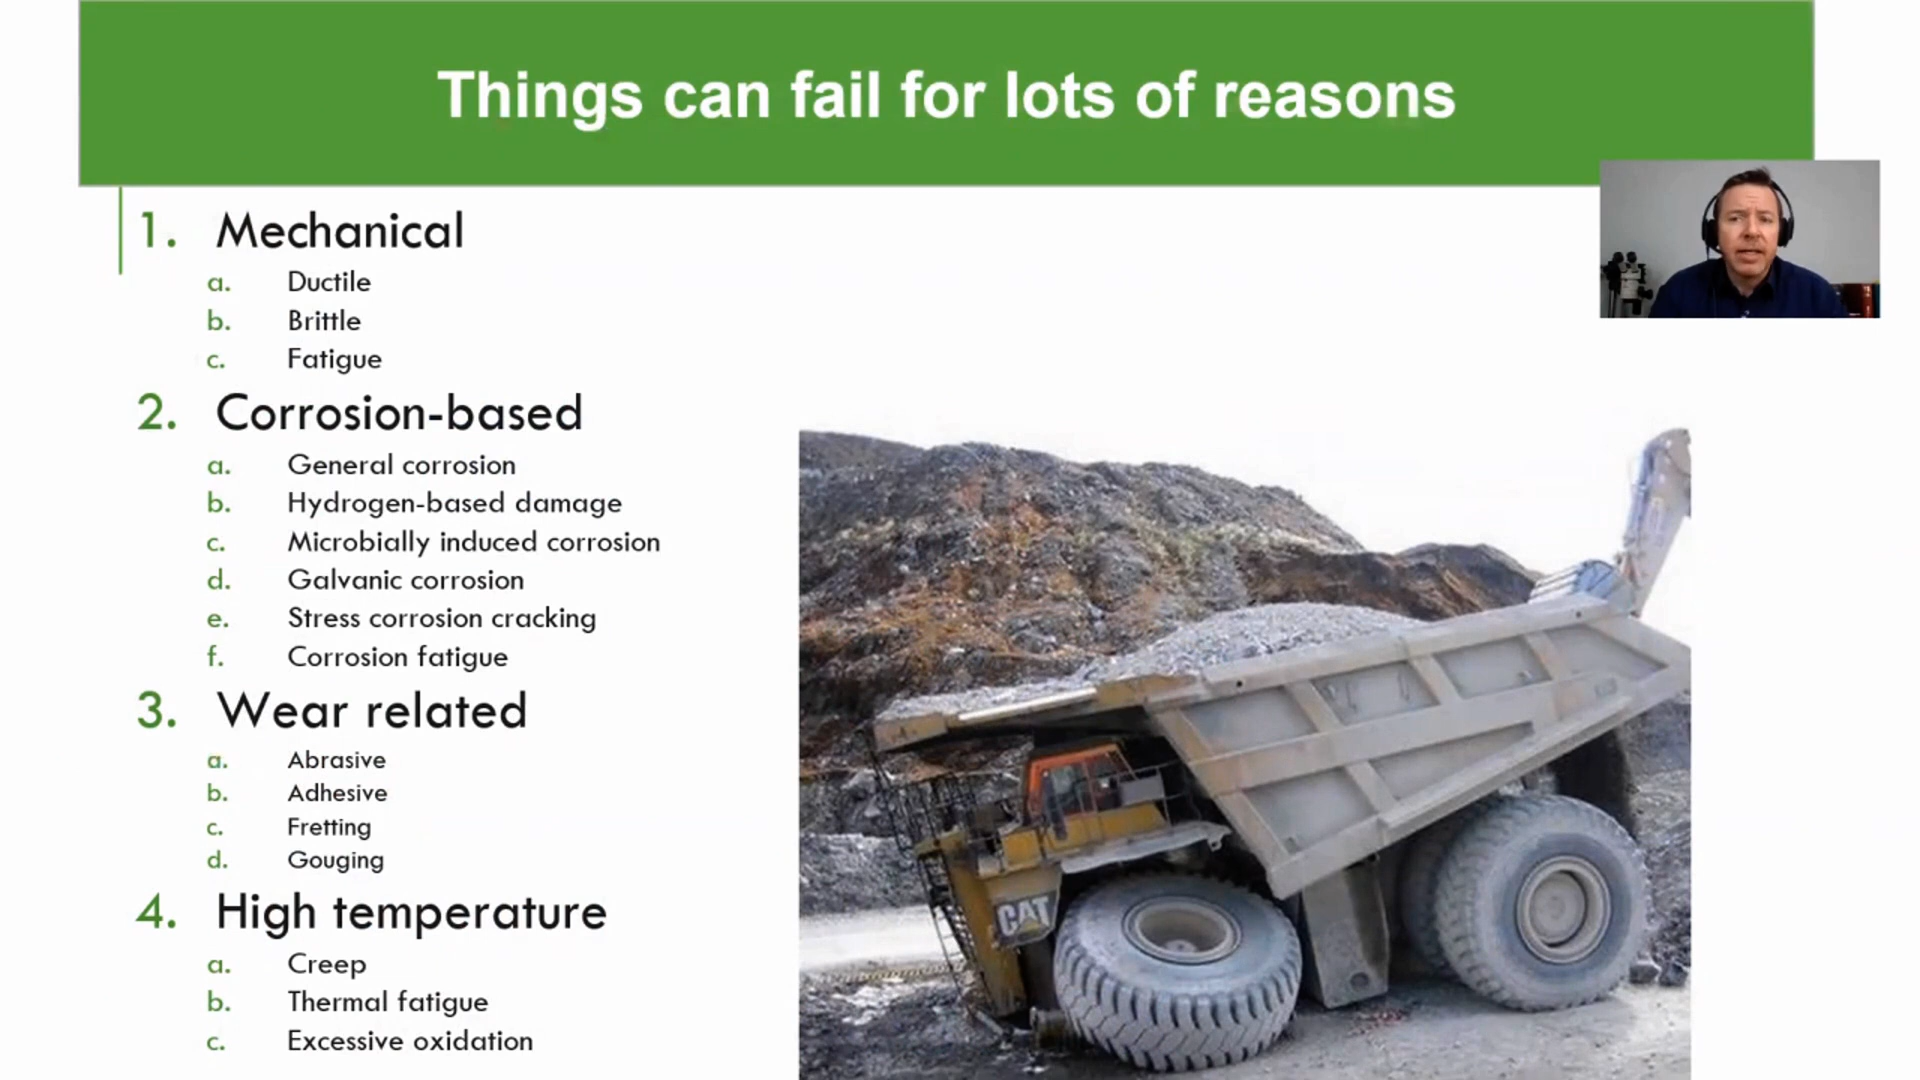 Things can fail for lots of reasons
1. Mechanical
a. Ductile
b. Brittle
c. Fatigue
2. Corrosion-based
a. General corrosion
b. Hydrogen-based damage
c. Microbially induced corrosion
d. Galvanic corrosion
e. Stress corrosion cracking
f. Corrosion fatigue
3. Wear related
a. Abrasive
b. Adhesive
c. Fretting
d. Gouging
4. High temperature
a. Creep
b. Thermal fatigue
c. Excessive oxidation
CAT